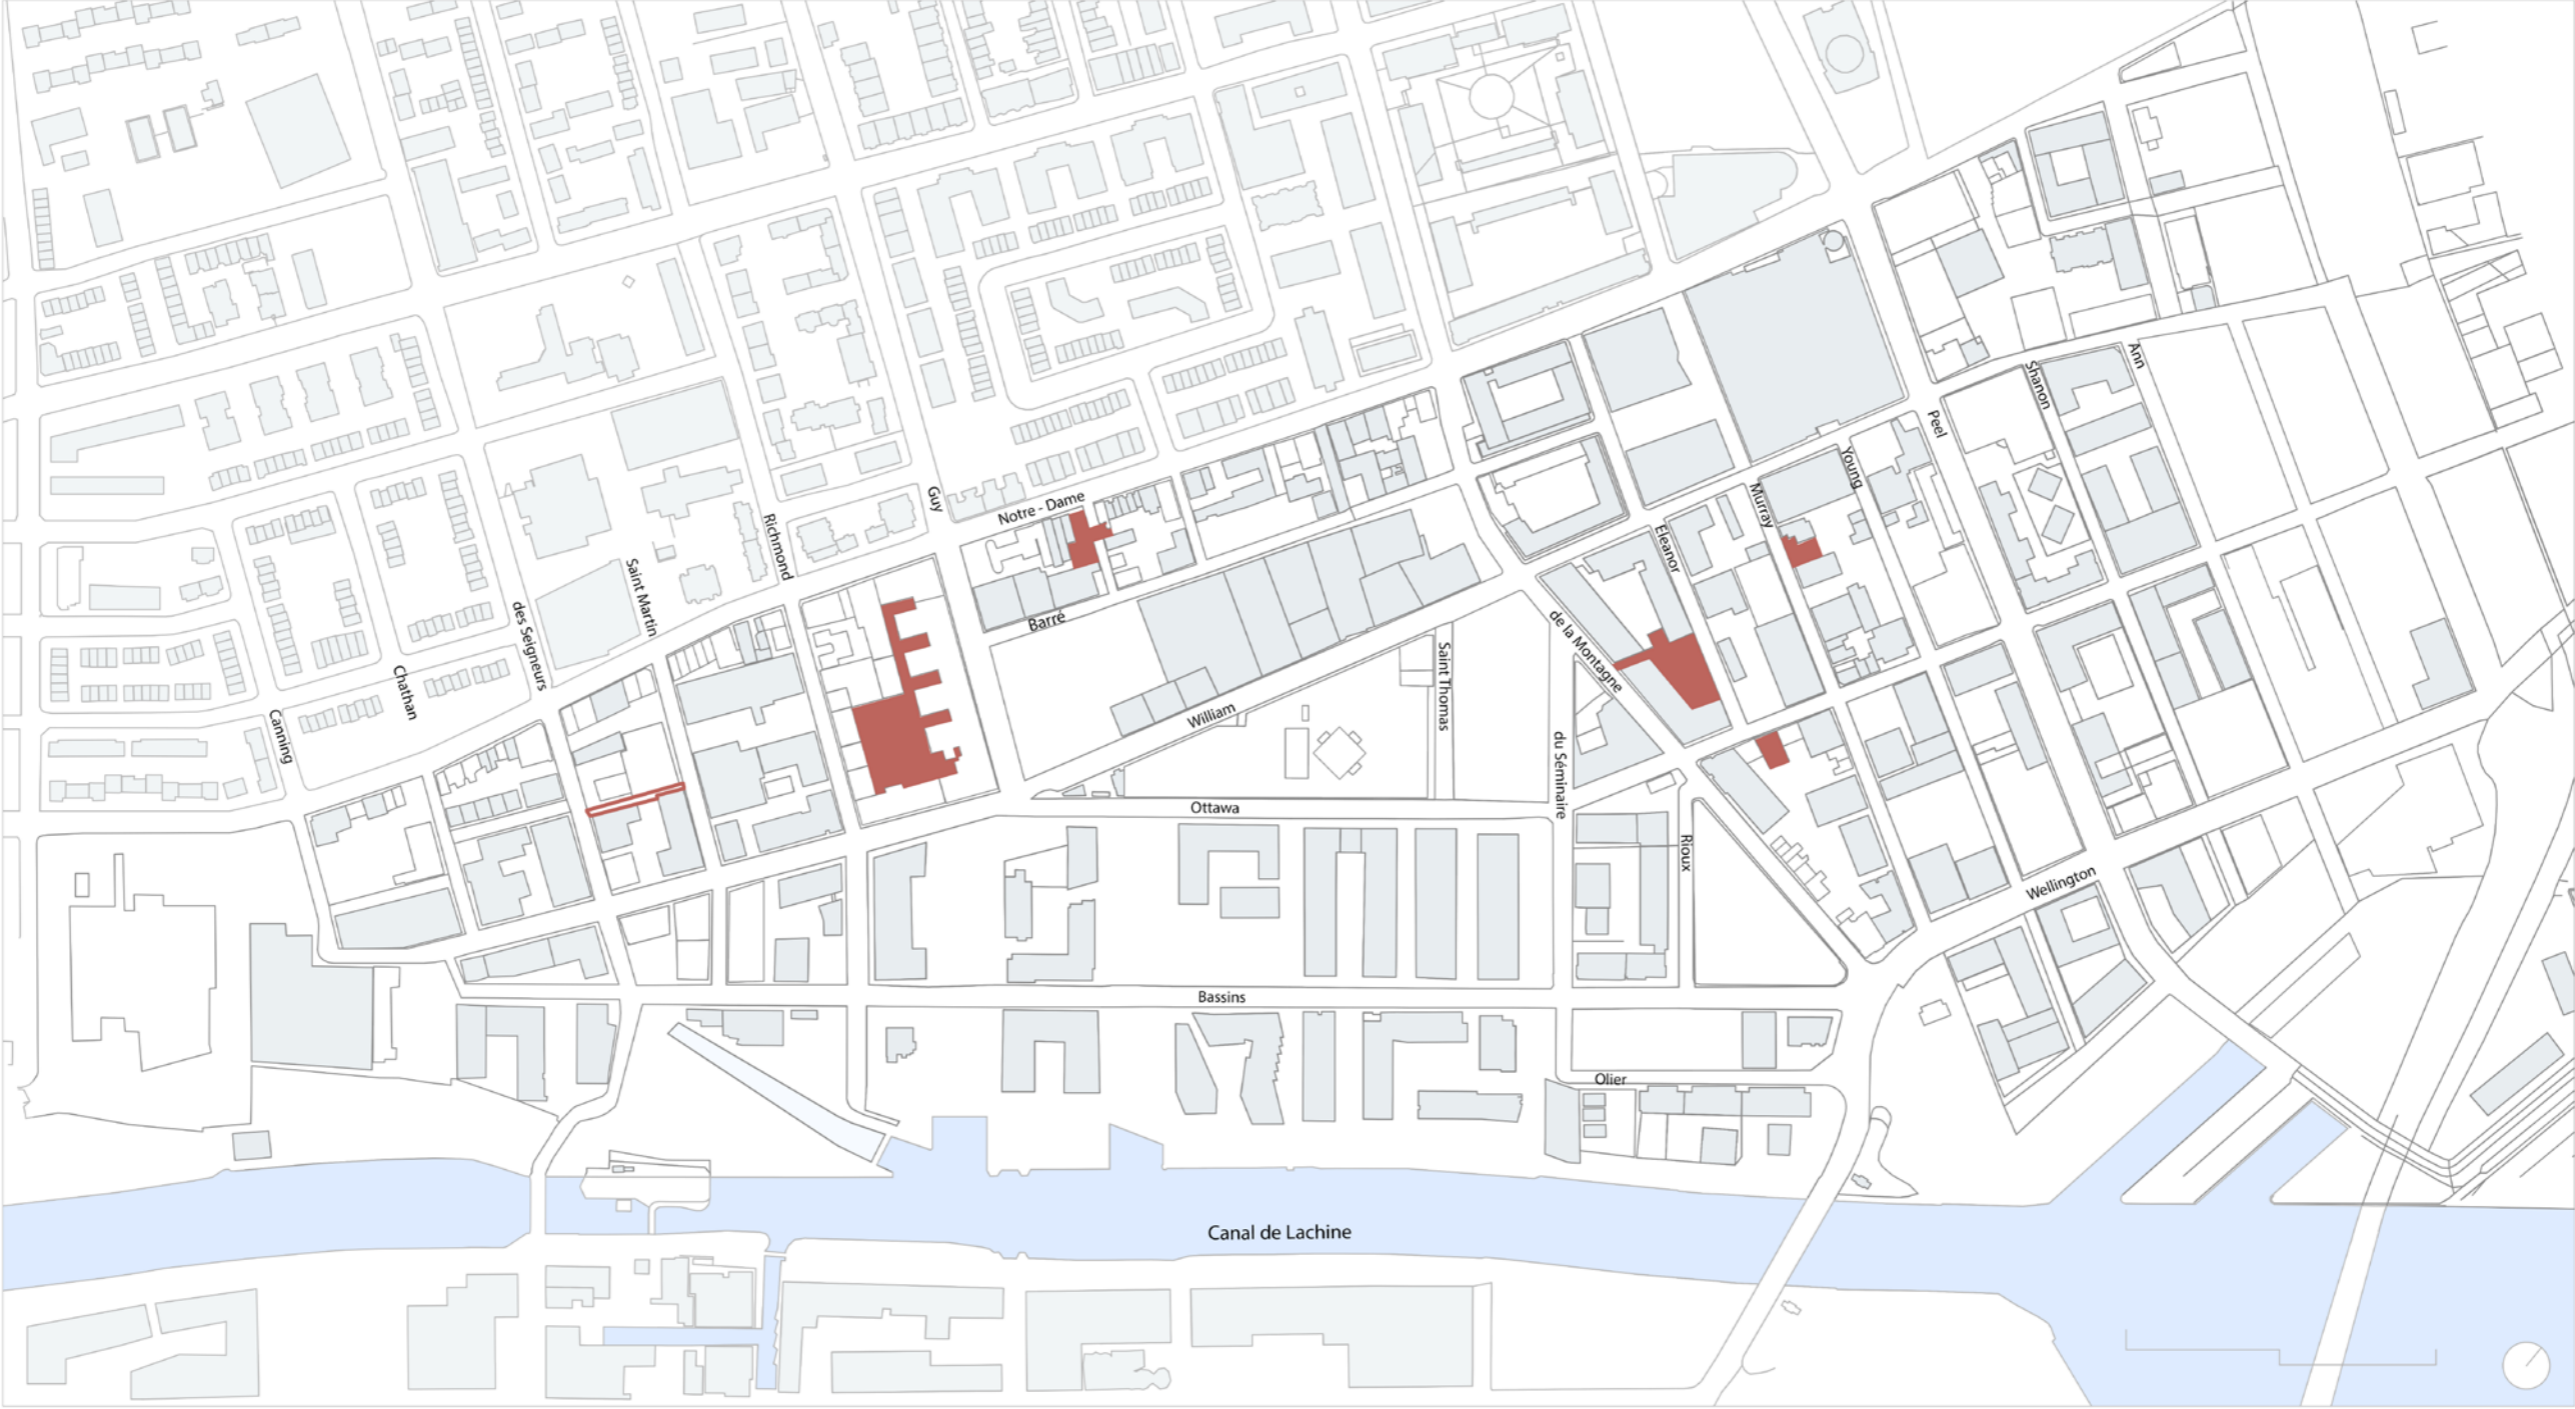 Ann
Shanon
Peel
Young
Murray
Notre - Dame
Guy
Richmond
Eleanor
Saint Martin
Barré
des Seigneurs
de la Montagne
Saint Thomas
Chathan
William
Canning
du Séminaire
Ottawa
Rioux
Wellington
Bassins
Olier
Canal de Lachine